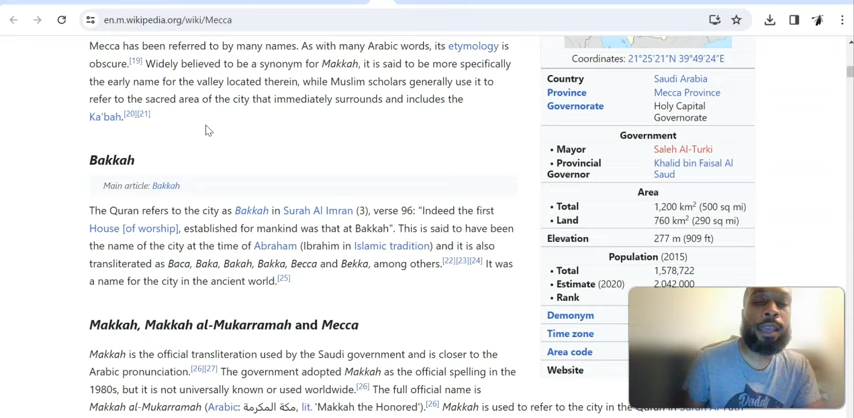 en.m.wikipedia.org/wiki/Mecca
Mecca has been referred to by many names. As with many Arabic words, its etymology is
obscure.[19] Widely believed to be a synonym for Makkah, it is said to be more specifically
the early name for the valley located therein, while Muslim scholars generally use it to
refer to the sacred area of the city that immediately surrounds and includes the
Ka'bah.[20][21]
Bakkah
Main article: Bakkah
The Quran refers to the city as Bakkah in Surah Al Imran (3), verse 96: "Indeed the first
House [of worship], established for mankind was that at Bakkah". This is said to have been
the name of the city at the time of Abraham (Ibrahim in Islamic tradition) and it is also
transliterated as Baca, Baka, Bakah, Bakka, Becca and Bekka, among others.[22][23][24] It was
a name for the city in the ancient world.[25]
Makkah, Makkah al-Mukarramah and Mecca
Makkah is the official transliteration used by the Saudi government and is closer to the
Arabic pronunciation.[26][27] The government adopted Makkah as the official spelling in the
1980s, but it is not universally known or used worldwide.[26] The full official name is
Makkah al-Mukarramah (Arabic: مكة المكرمة, lit. 'Makkah the Honored').[26] Makkah is used to refer to the city in the Quran in Surah Al-Fath
Coordinates: 21°25′21″N 39°49′24″E
Country Saudi Arabia
Province Mecca Province
Governorate Holy Capital
Governorate
Government
• Mayor Saleh Al-Turki
• Provincial Khalid bin Faisal Al
Governor Saud
Area
• Total 1,200 km2 (500 sq mi)
• Land 760 km2 (290 sq mi)
Elevation 277 m (909 ft)
Population (2015)
• Total 1,578,722
• Estimate (2020) 2,042,000
• Rank
Demonym
Time zone
Area code
Website